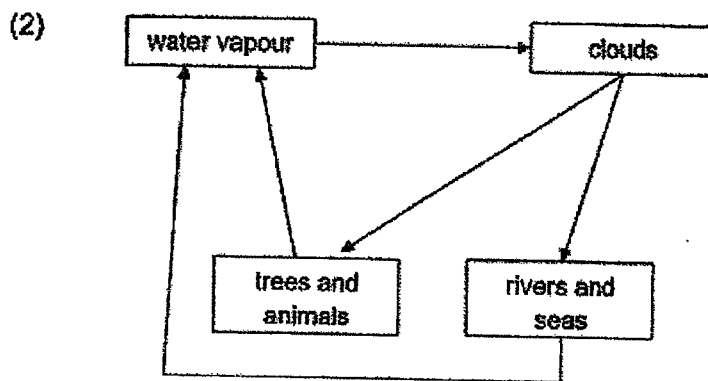 (2)
water vapour
clouds
trees and
animals
rivers and
seas